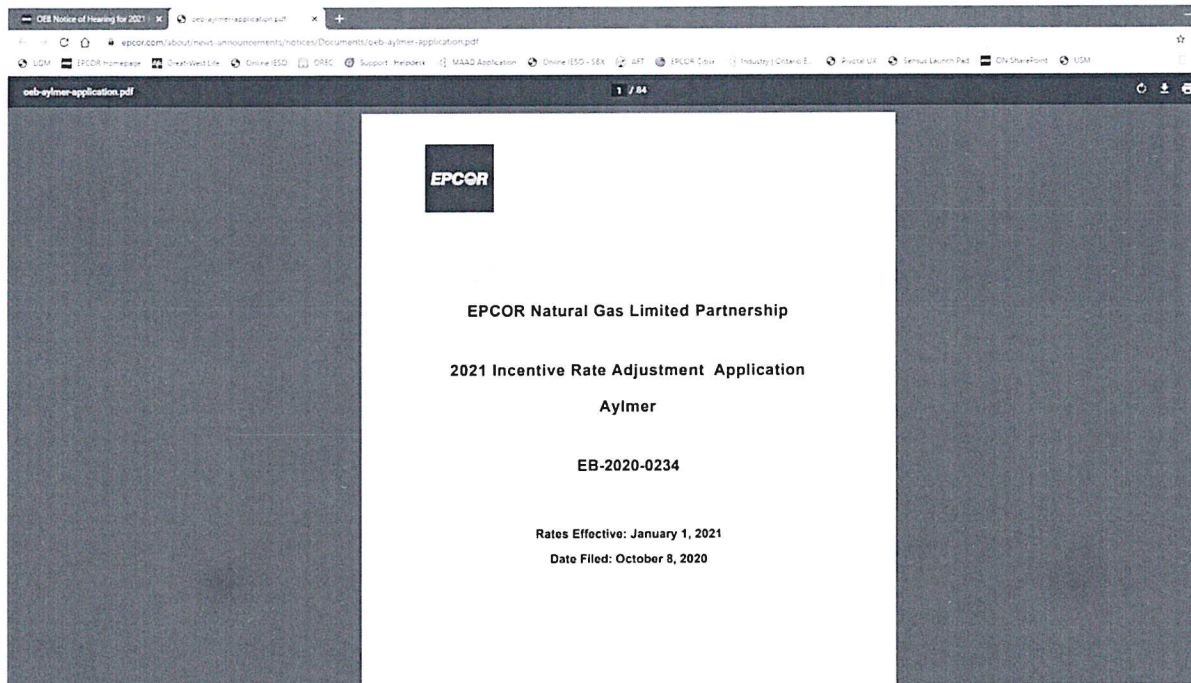 OEB Notice of Hearing for 2021
oeb-aylmer-application.pdf
epcor.com/about/news-announcements/notices/Documents/oeb-aylmer-application.pdf
UGM EPCOR Homepage Great-West Life Online IESO OREC Support Helpdesk MAAD Application Online IESO - SBX AFT EPCOR Citrix Industry | Ontario E... Pivotal UX Sensus Launch Pad ON SharePoint USM
oeb-aylmer-application.pdf 1 / 84
EPCOR
EPCOR Natural Gas Limited Partnership
2021 Incentive Rate Adjustment Application
Aylmer
EB-2020-0234
Rates Effective: January 1, 2021
Date Filed: October 8, 2020